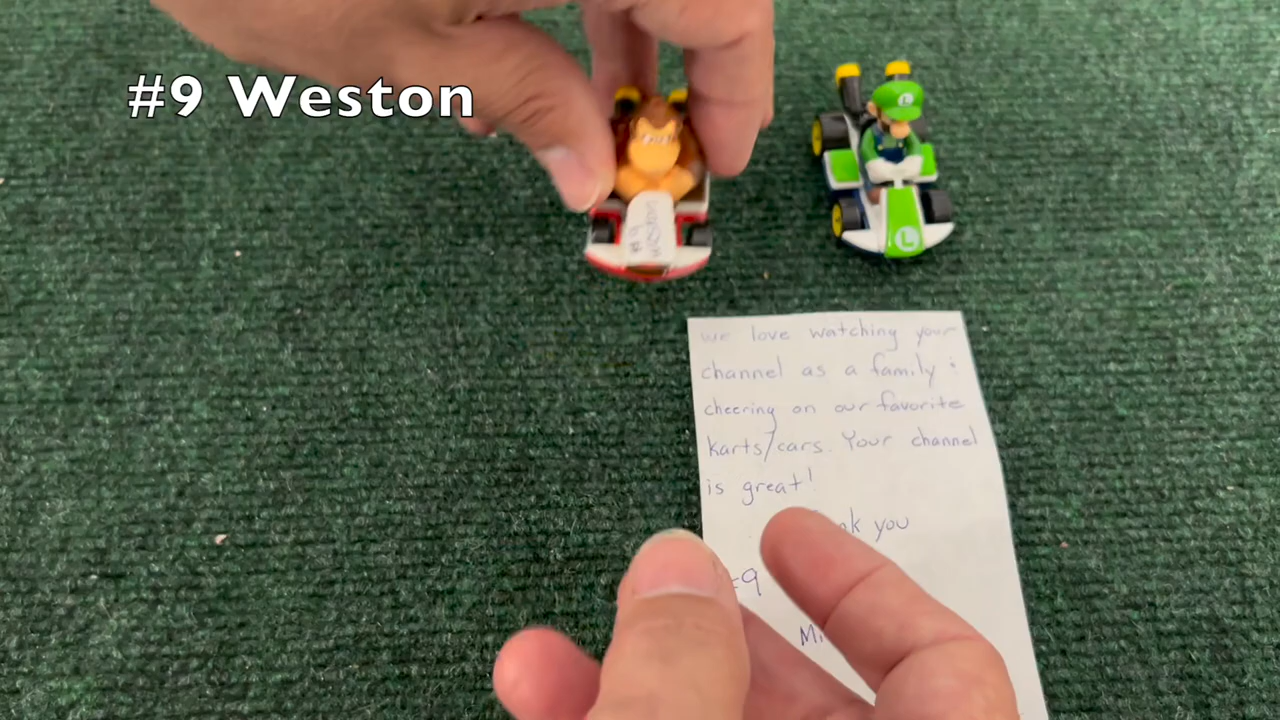 #9 Weston
L
L
we love watching your
channel as a family :
cheering on our favorite
karts/cars. Your channel
is great!
you
9